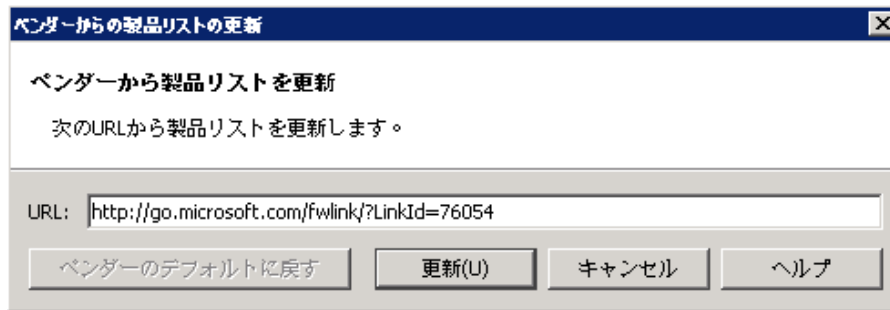 ベンダーからの製品リストの更新
ベンダーから製品リストを更新
次のURLから製品リストを更新します。
URL: http://go.microsoft.com/fwlink/?LinkId=76054
ベンダーのデフォルトに戻す 更新(U) キャンセル ヘルプ